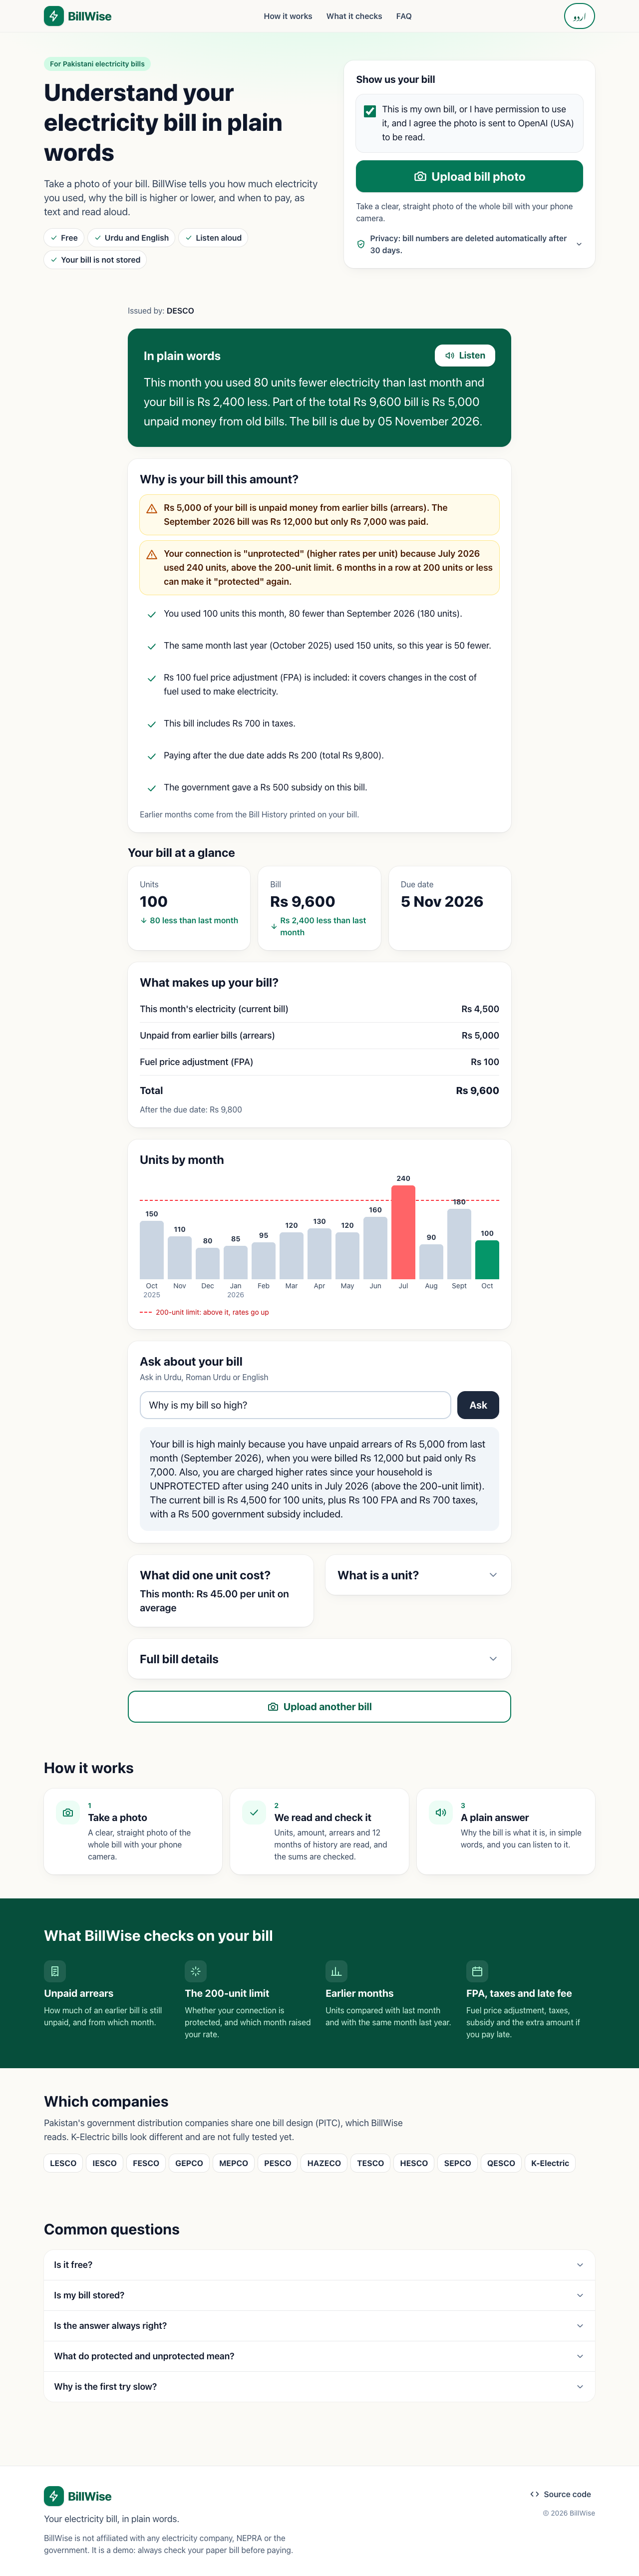 BillWise
How it works
What it checks
FAQ
اردو
For Pakistani electricity bills
Understand your
electricity bill in plain
words
Take a photo of your bill. BillWise tells you how much electricity
you used, why the bill is higher or lower, and when to pay, as
text and read aloud.
Free
Urdu and English
Listen aloud
Your bill is not stored
Show us your bill
This is my own bill, or I have permission to use
it, and I agree the photo is sent to OpenAI (USA)
to be read.
Upload bill photo
Take a clear, straight photo of the whole bill with your phone
camera.
Privacy: bill numbers are deleted automatically after
30 days.
Issued by: DESCO
In plain words
Listen
This month you used 80 units fewer electricity than last month and
your bill is Rs 2,400 less. Part of the total Rs 9,600 bill is Rs 5,000
unpaid money from old bills. The bill is due by 05 November 2026.
Why is your bill this amount?
Rs 5,000 of your bill is unpaid money from earlier bills (arrears). The
September 2026 bill was Rs 12,000 but only Rs 7,000 was paid.
Your connection is "unprotected" (higher rates per unit) because July 2026
used 240 units, above the 200-unit limit. 6 months in a row at 200 units or less
can make it "protected" again.
You used 100 units this month, 80 fewer than September 2026 (180 units).
The same month last year (October 2025) used 150 units, so this year is 50 fewer.
Rs 100 fuel price adjustment (FPA) is included: it covers changes in the cost of
fuel used to make electricity.
This bill includes Rs 700 in taxes.
Paying after the due date adds Rs 200 (total Rs 9,800).
The government gave a Rs 500 subsidy on this bill.
Earlier months come from the Bill History printed on your bill.
Your bill at a glance
Units
100
80 less than last month
Bill
Rs 9,600
Rs 2,400 less than last
month
Due date
5 Nov 2026
What makes up your bill?
This month's electricity (current bill) Rs 4,500
Unpaid from earlier bills (arrears) Rs 5,000
Fuel price adjustment (FPA) Rs 100
Total Rs 9,600
After the due date: Rs 9,800
Units by month
150 110 80 85 95 120 130 120 160 240 90 180 100
Oct Nov Dec Jan Feb Mar Apr May Jun Jul Aug Sept Oct
2025 2026
200-unit limit: above it, rates go up
Ask about your bill
Ask in Urdu, Roman Urdu or English
Why is my bill so high?
Ask
Your bill is high mainly because you have unpaid arrears of Rs 5,000 from last
month (September 2026), when you were billed Rs 12,000 but paid only Rs
7,000. Also, you are charged higher rates since your household is
UNPROTECTED after using 240 units in July 2026 (above the 200-unit limit).
The current bill is Rs 4,500 for 100 units, plus Rs 100 FPA and Rs 700 taxes,
with a Rs 500 government subsidy included.
What did one unit cost?
This month: Rs 45.00 per unit on
average
What is a unit?
Full bill details
Upload another bill
How it works
1
Take a photo
A clear, straight photo of the
whole bill with your phone
camera.
2
We read and check it
Units, amount, arrears and 12
months of history are read, and
the sums are checked.
3
A plain answer
Why the bill is what it is, in simple
words, and you can listen to it.
What BillWise checks on your bill
Unpaid arrears
How much of an earlier bill is still
unpaid, and from which month.
The 200-unit limit
Whether your connection is
protected, and which month raised
your rate.
Earlier months
Units compared with last month
and with the same month last year.
FPA, taxes and late fee
Fuel price adjustment, taxes,
subsidy and the extra amount if
you pay late.
Which companies
Pakistan's government distribution companies share one bill design (PITC), which BillWise
reads. K-Electric bills look different and are not fully tested yet.
LESCO
IESCO
FESCO
GEPCO
MEPCO
PESCO
HAZECO
TESCO
HESCO
SEPCO
QESCO
K-Electric
Common questions
Is it free?
Is my bill stored?
Is the answer always right?
What do protected and unprotected mean?
Why is the first try slow?
BillWise
Your electricity bill, in plain words.
BillWise is not affiliated with any electricity company, NEPRA or the
government. It is a demo: always check your paper bill before paying.
Source code
© 2026 BillWise